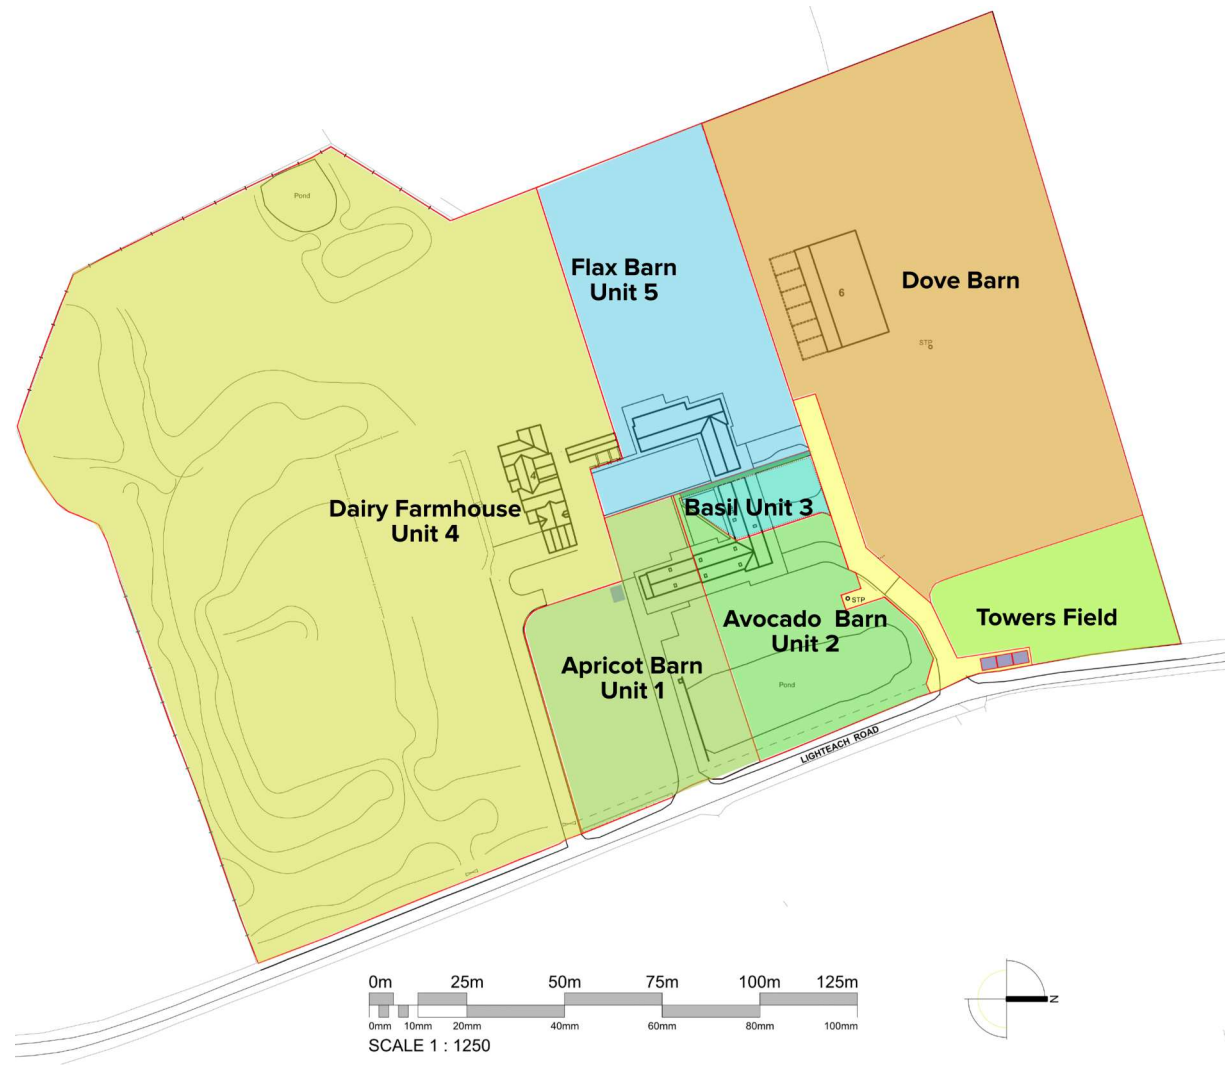 Pond
Flax Barn
Unit 5
Dove Barn
6
STP
4
Dairy Farmhouse
Unit 4
Basil Unit 3
STP
Avocado Barn
Unit 2
Towers Field
Apricot Barn
Unit 1
Pond
LIGHTEACH ROAD
0m 25m 50m 75m 100m 125m
0mm 10mm 20mm 40mm 60mm 80mm 100mm
SCALE 1 : 1250
N